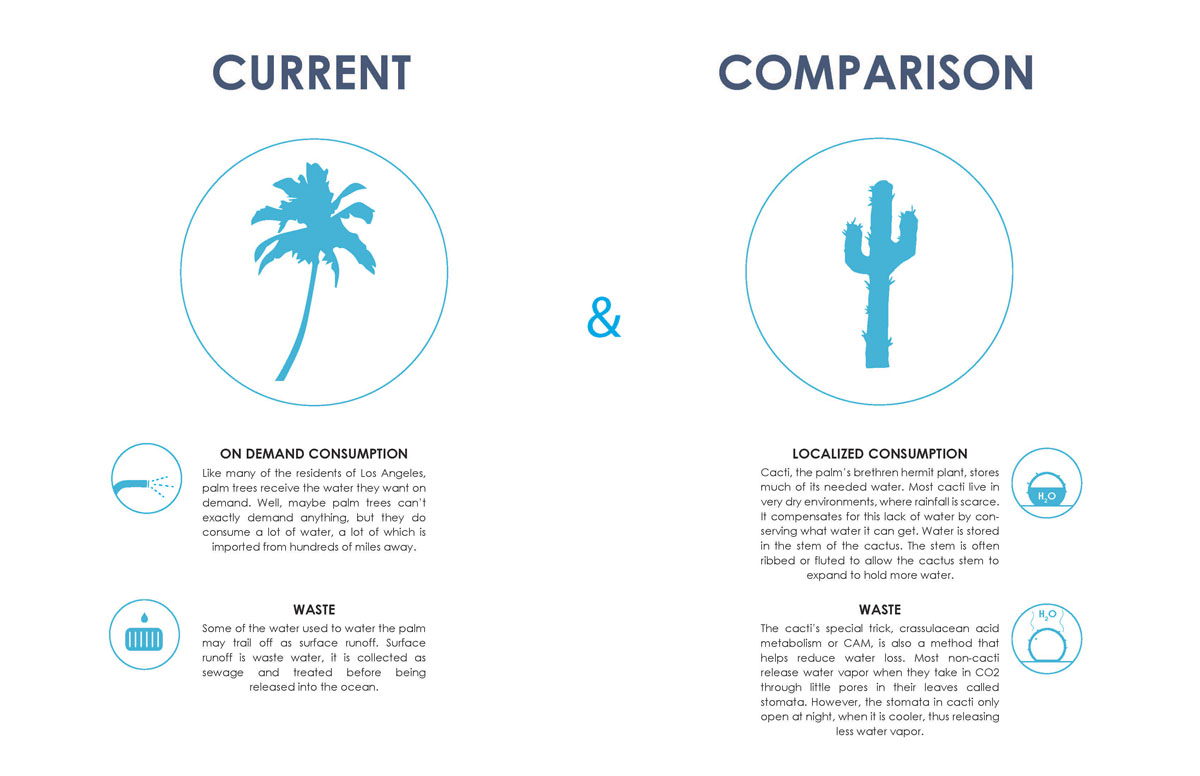 CURRENT
COMPARISON
&
ON DEMAND CONSUMPTION
Like many of the residents of Los Angeles,
palm trees receive the water they want on
demand. Well, maybe palm trees can't
exactly demand anything, but they do
consume a lot of water, a lot of which is
imported from hundreds of miles away.
WASTE
Some of the water used to water the palm
may trail off as surface runoff. Surface
runoff is waste water, it is collected as
sewage and treated before being
released into the ocean.
LOCALIZED CONSUMPTION
Cacti, the palm's brethren hermit plant, stores
much of its needed water. Most cacti live in
very dry environments, where rainfall is scarce.
It compensates for this lack of water by con-
serving what water it can get. Water is stored
in the stem of the cactus. The stem is often
ribbed or fluted to allow the cactus stem to
expand to hold more water.
H2O
WASTE
The cacti's special trick, crassulacean acid
metabolism or CAM, is also a method that
helps reduce water loss. Most non-cacti
release water vapor when they take in CO2
through little pores in their leaves called
stomata. However, the stomata in cacti only
open at night, when it is cooler, thus releasing
less water vapor.
H2O